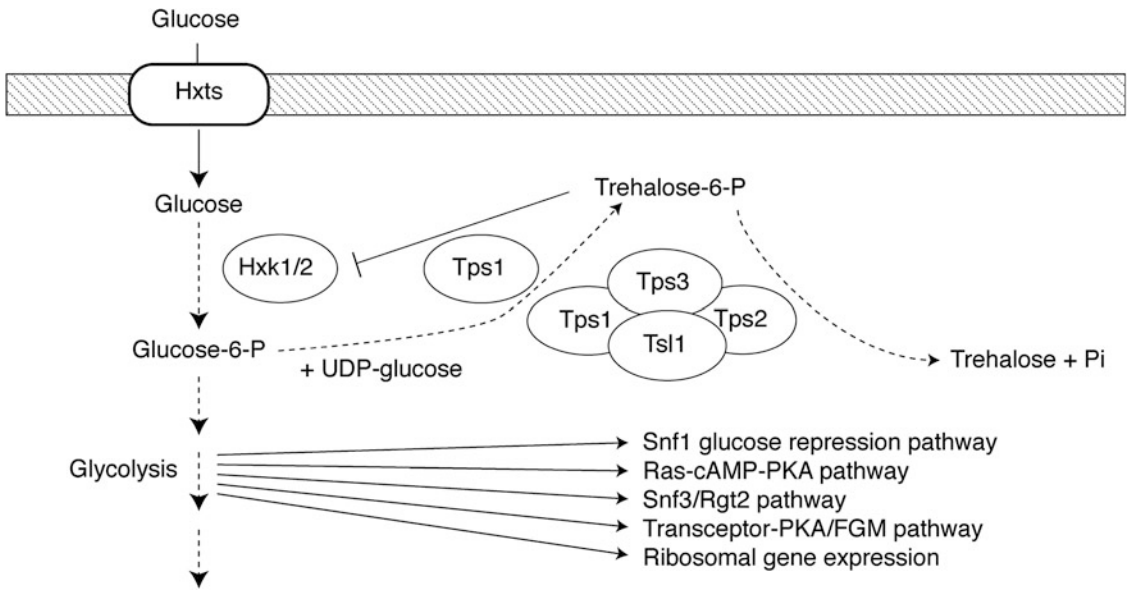 Glucose
Hxts
Glucose
Trehalose-6-P
Hxk1/2
Tps1
Tps3
Tps1
Tps2
Tsl1
Glucose-6-P
+ UDP-glucose
Trehalose + Pi
Glycolysis
Snf1 glucose repression pathway
Ras-cAMP-PKA pathway
Snf3/Rgt2 pathway
Transceptor-PKA/FGM pathway
Ribosomal gene expression